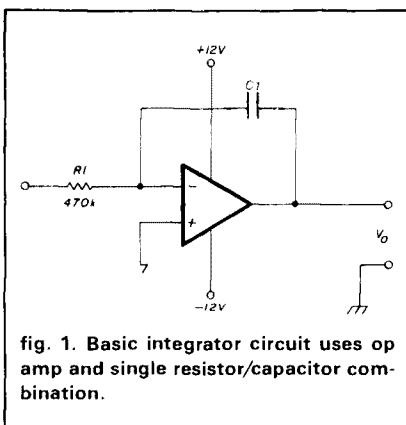 +12V
C1
R1
470k
−
+
V₀
−12V
fig. 1. Basic integrator circuit uses op
amp and single resistor/capacitor com-
bination.